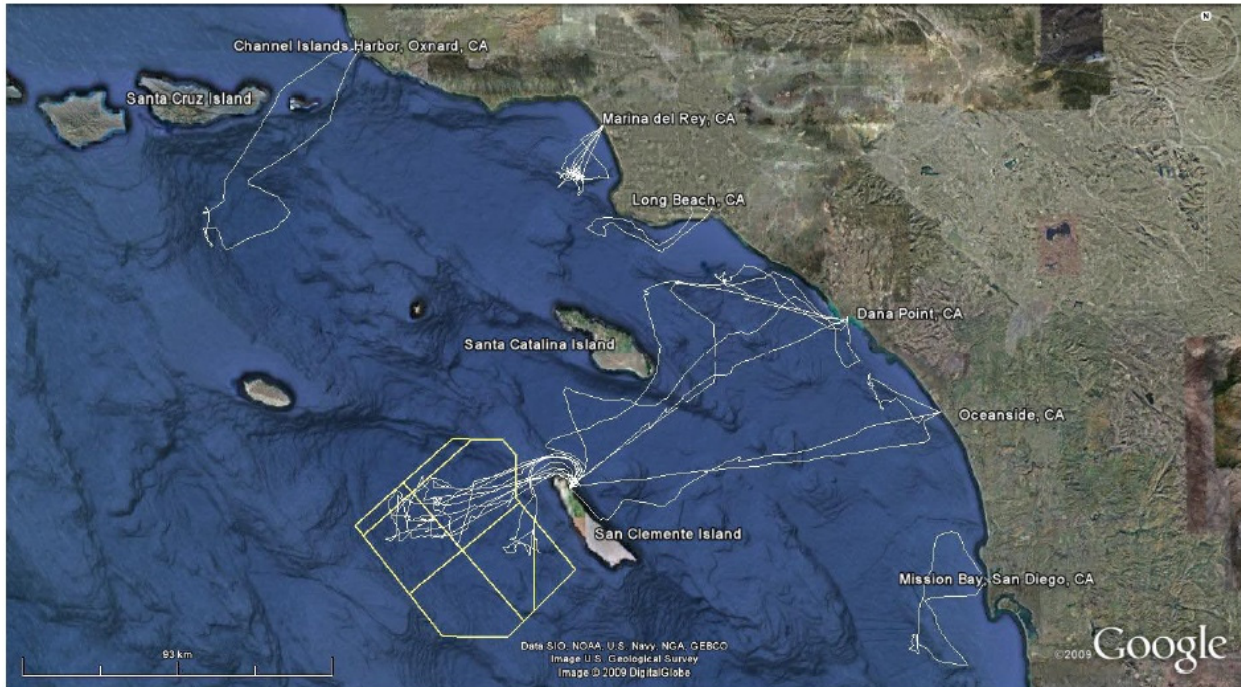 N
Channel Islands Harbor, Oxnard, CA
Santa Cruz Island
Marina del Rey, CA
Long Beach, CA
Dana Point, CA
Santa Catalina Island
Oceanside, CA
San Clemente Island
Mission Bay, San Diego, CA
Data SIO, NOAA, U.S. Navy, NGA, GEBCO
Image U.S. Geological Survey
Image © 2009 DigitalGlobe
93 km
©2009 Google